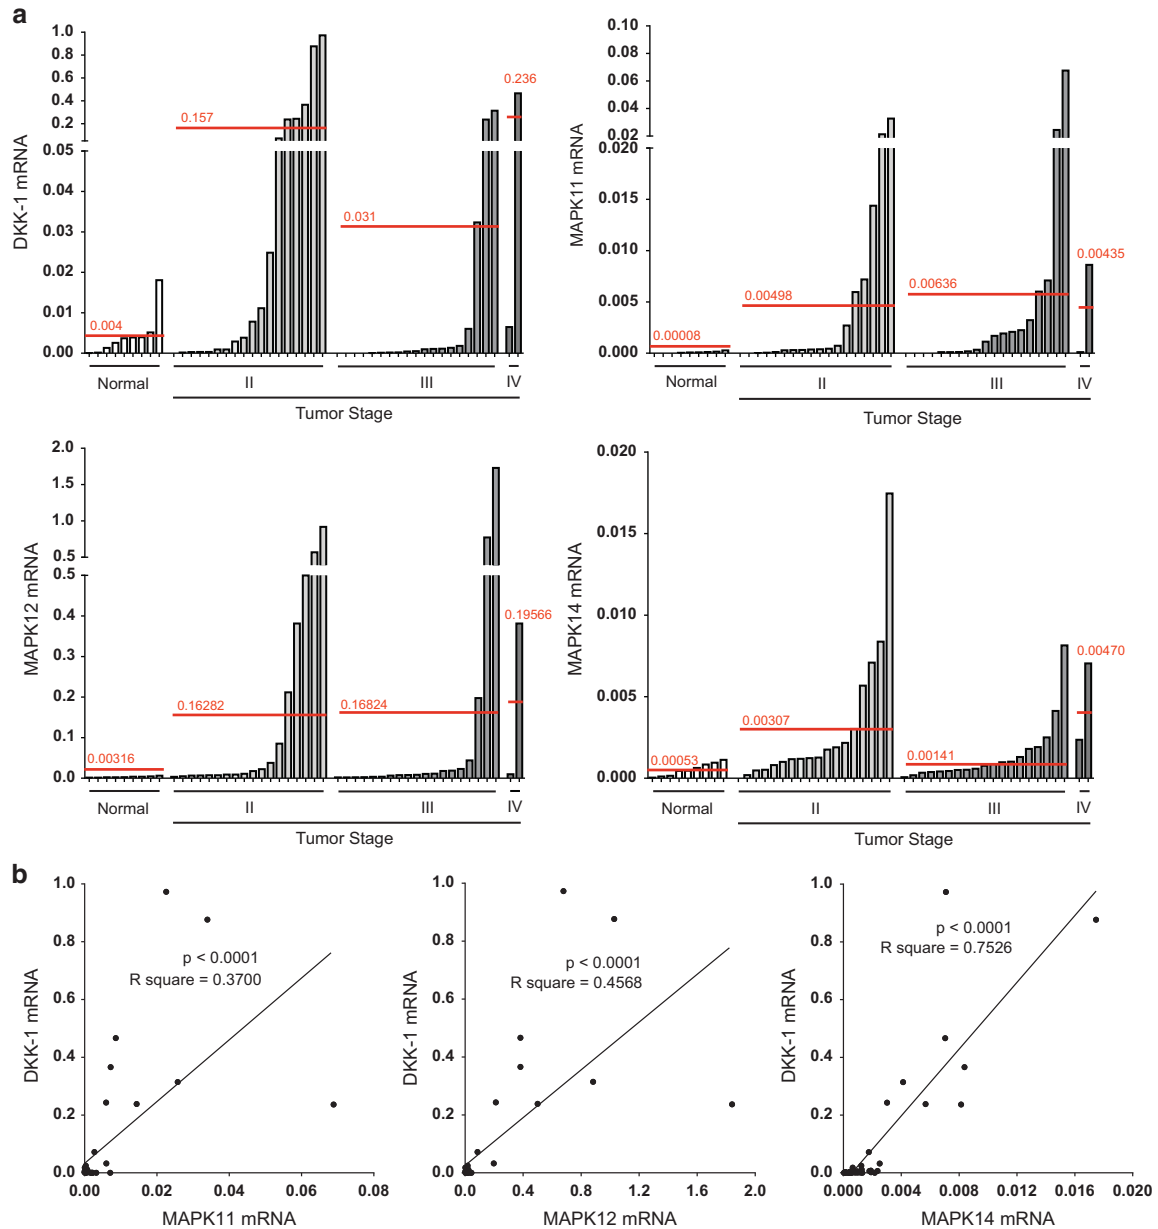 a
DKK-1 mRNA
1.0
0.8
0.6
0.4
0.2
0.05
0.04
0.03
0.02
0.01
0.00
0.004
0.157
0.031
0.236
Normal
II
III
IV
Tumor Stage
MAPK11 mRNA
0.10
0.08
0.06
0.04
0.02
0.020
0.015
0.010
0.005
0.000
0.00008
0.00498
0.00636
0.00435
Normal
II
III
IV
Tumor Stage
MAPK12 mRNA
2.0
1.5
1.0
0.5
0.5
0.4
0.3
0.2
0.1
0.0
0.00316
0.16282
0.16824
0.19566
Normal
II
III
IV
Tumor Stage
MAPK14 mRNA
0.020
0.015
0.010
0.005
0.000
0.00053
0.00307
0.00141
0.00470
Normal
II
III
IV
Tumor Stage
b
DKK-1 mRNA
1.0
0.8
0.6
0.4
0.2
0.0
p < 0.0001
R square = 0.3700
0.00
0.02
0.04
0.06
0.08
MAPK11 mRNA
DKK-1 mRNA
1.0
0.8
0.6
0.4
0.2
0.0
p < 0.0001
R square = 0.4568
0.0
0.4
0.8
1.2
1.6
2.0
MAPK12 mRNA
DKK-1 mRNA
1.0
0.8
0.6
0.4
0.2
0.0
p < 0.0001
R square = 0.7526
0.000
0.004
0.008
0.012
0.016
0.020
MAPK14 mRNA